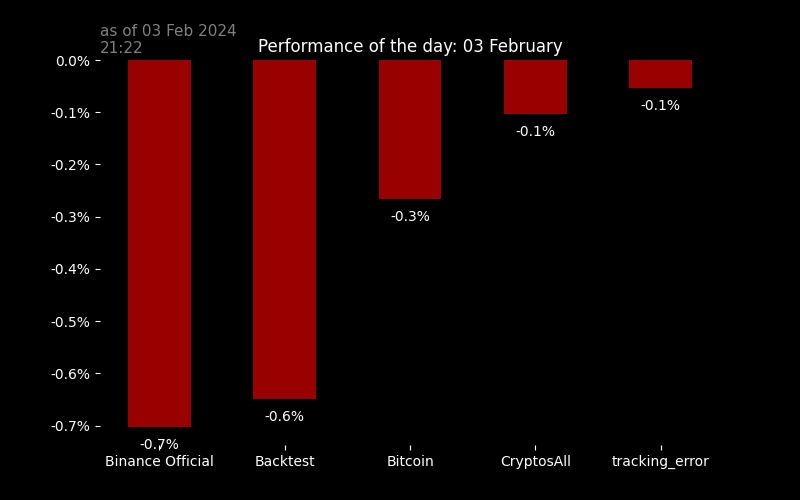 as of 03 Feb 2024
21:22
Performance of the day: 03 February
0.0%
-0.1%
-0.2%
-0.3%
-0.4%
-0.5%
-0.6%
-0.7%
-0.7%
-0.6%
-0.3%
-0.1%
-0.1%
Binance Official
Backtest
Bitcoin
CryptosAll
tracking_error